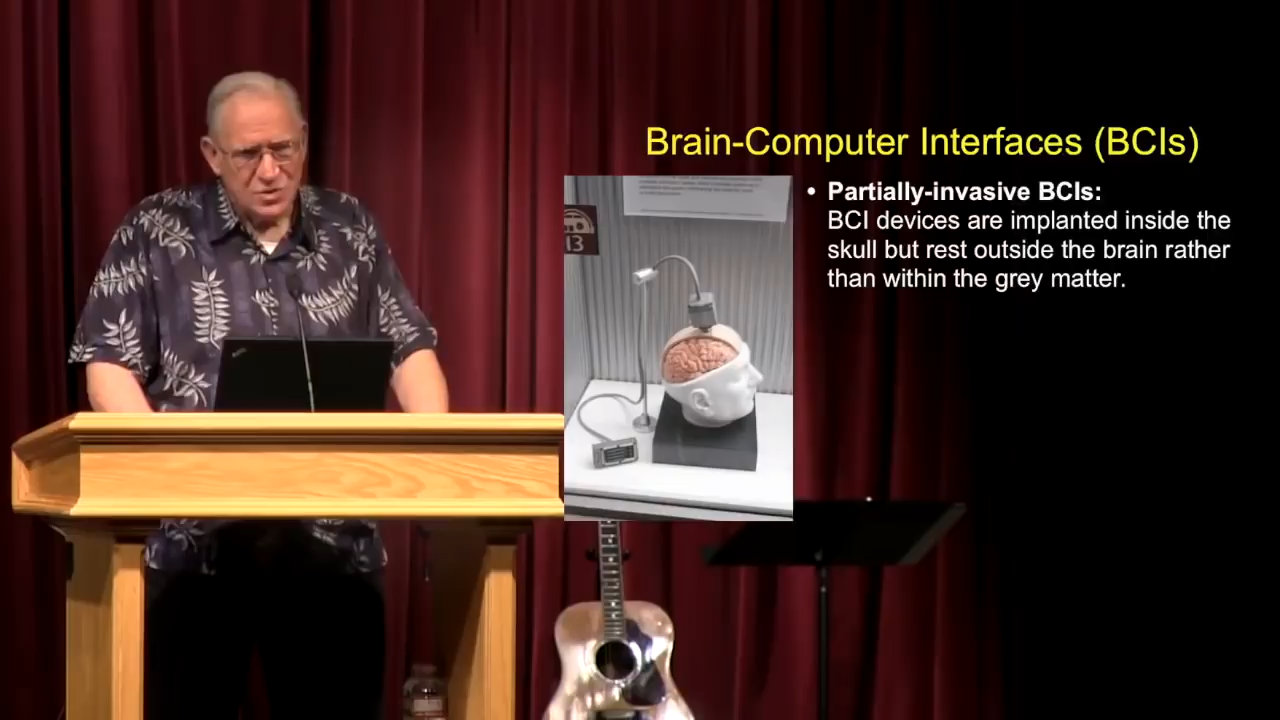 Brain-Computer Interfaces (BCIs)
• Partially-invasive BCIs:
BCI devices are implanted inside the
skull but rest outside the brain rather
than within the grey matter.
13